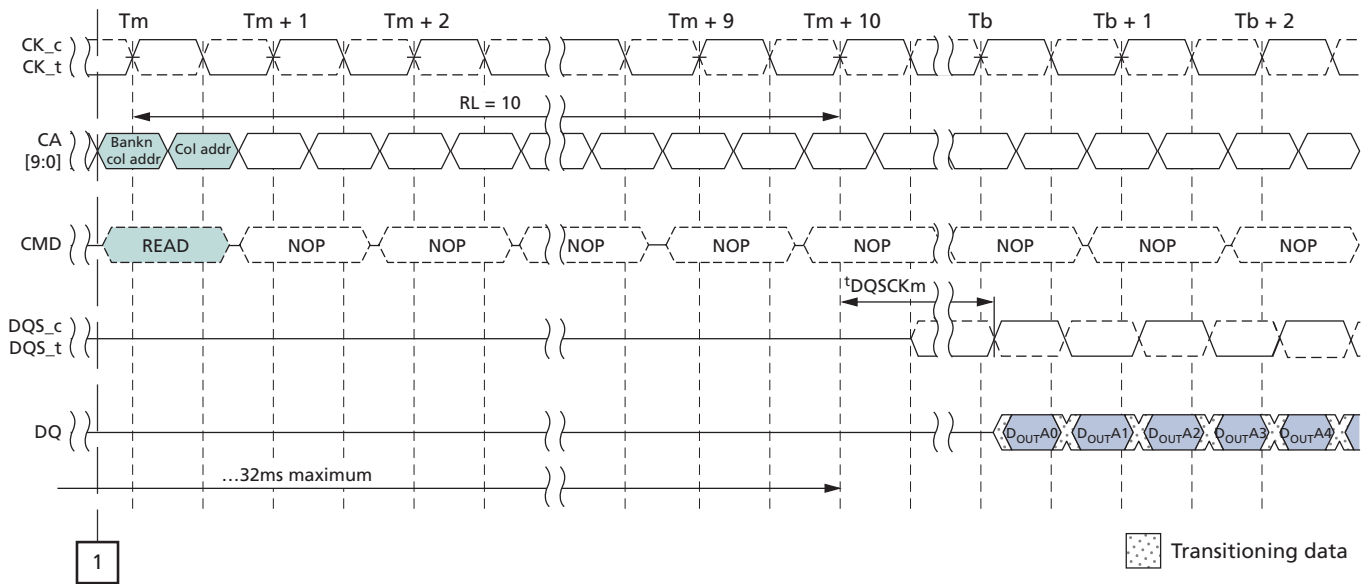 Tm Tm + 1 Tm + 2 Tm + 9 Tm + 10 Tb Tb + 1 Tb + 2
CK_c
CK_t
RL = 10
CA
[9:0]
Bankn
col addr
Col addr
CMD READ NOP NOP NOP NOP NOP NOP NOP NOP
tDQSCKm
DQS_c
DQS_t
DQ DOUTA0 DOUTA1 DOUTA2 DOUTA3 DOUTA4
…32ms maximum
1
Transitioning data